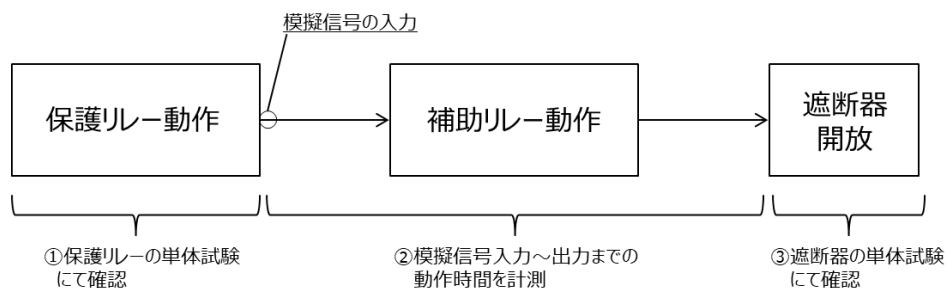 模擬信号の入力
保護リレー動作
補助リレー動作
遮断器
開放
①保護リレーの単体試験
にて確認
②模擬信号入力～出力までの
動作時間を計測
③遮断器の単体試験
にて確認